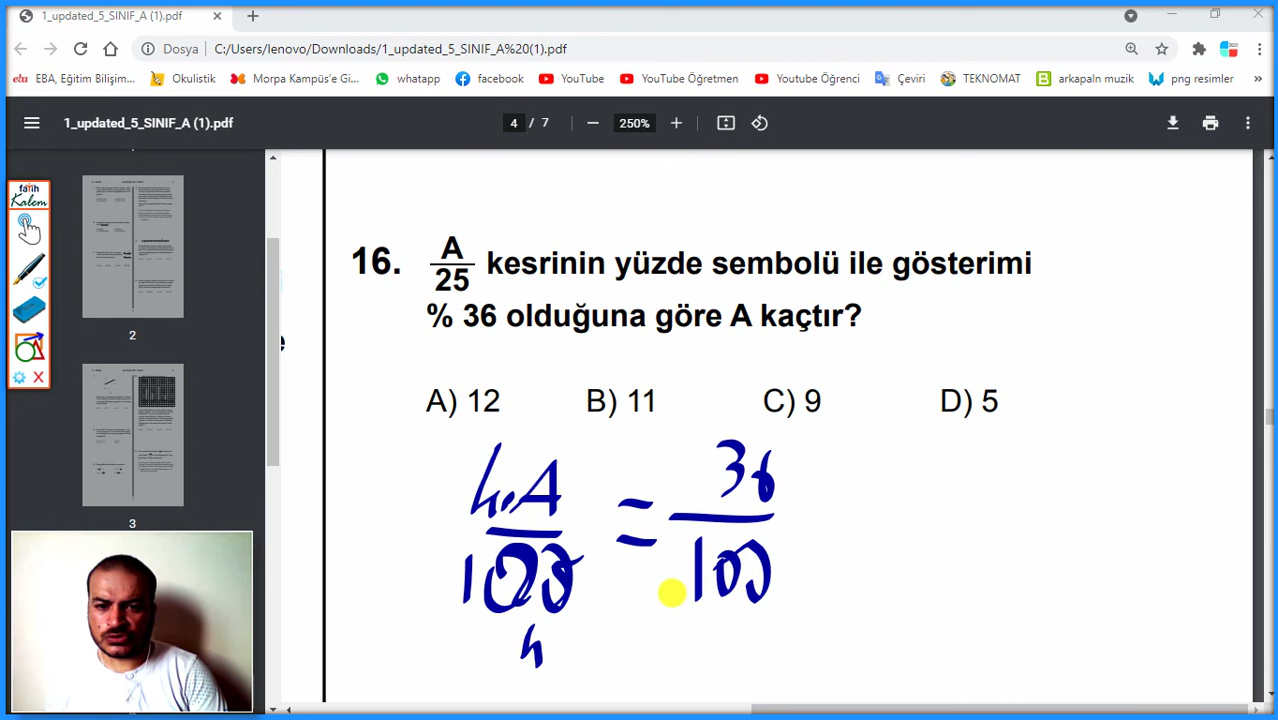 1_updated_5_SINIF_A (1).pdf
Dosya C:/Users/lenovo/Downloads/1_updated_5_SINIF_A%20(1).pdf
eba EBA, Eğitim Bilişim... Okulistik Morpa Kampüs'e Gi... whatapp facebook YouTube YouTube Öğretmen Youtube Öğrenci Çeviri TEKNOMAT B arkapaln muzik png resimler »
1_updated_5_SINIF_A (1).pdf 4 / 7 250%
fatih
Kalem
2
3
e
16. A/25 kesrinin yüzde sembolü ile gösterimi
% 36 olduğuna göre A kaçtır?
A) 12 B) 11 C) 9 D) 5
4.A 36
=
100 100
4